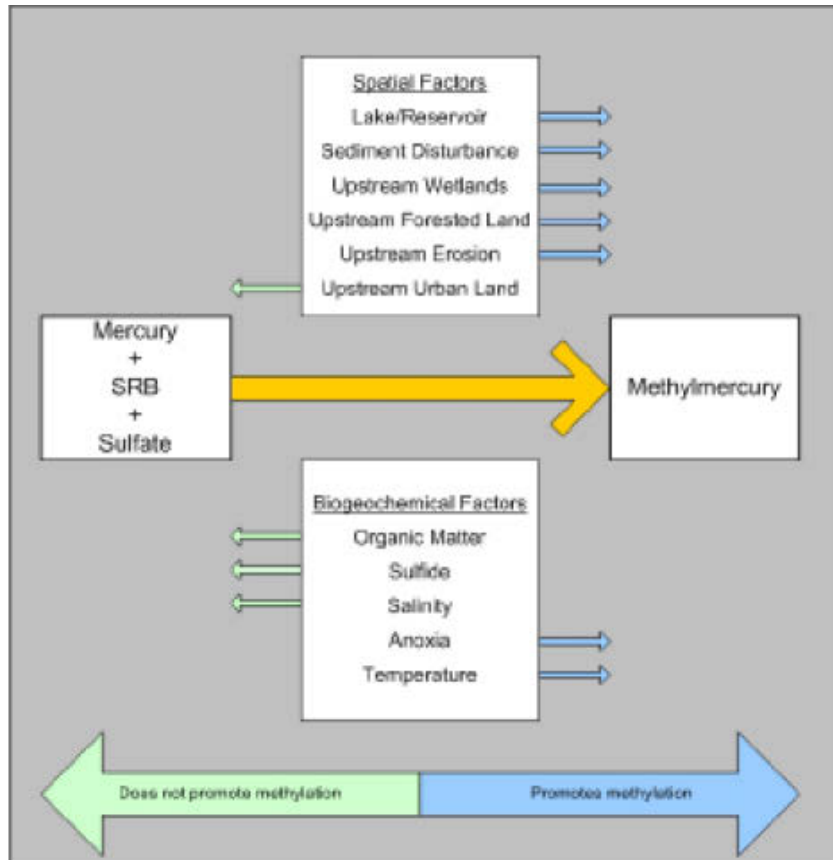 Spatial Factors
Lake/Reservoir
Sediment Disturbance
Upstream Wetlands
Upstream Forested Land
Upstream Erosion
Upstream Urban Land
Mercury
+
SRB
+
Sulfate
Methylmercury
Biogeochemical Factors
Organic Matter
Sulfide
Salinity
Anoxia
Temperature
Does not promote methylation
Promotes methylation